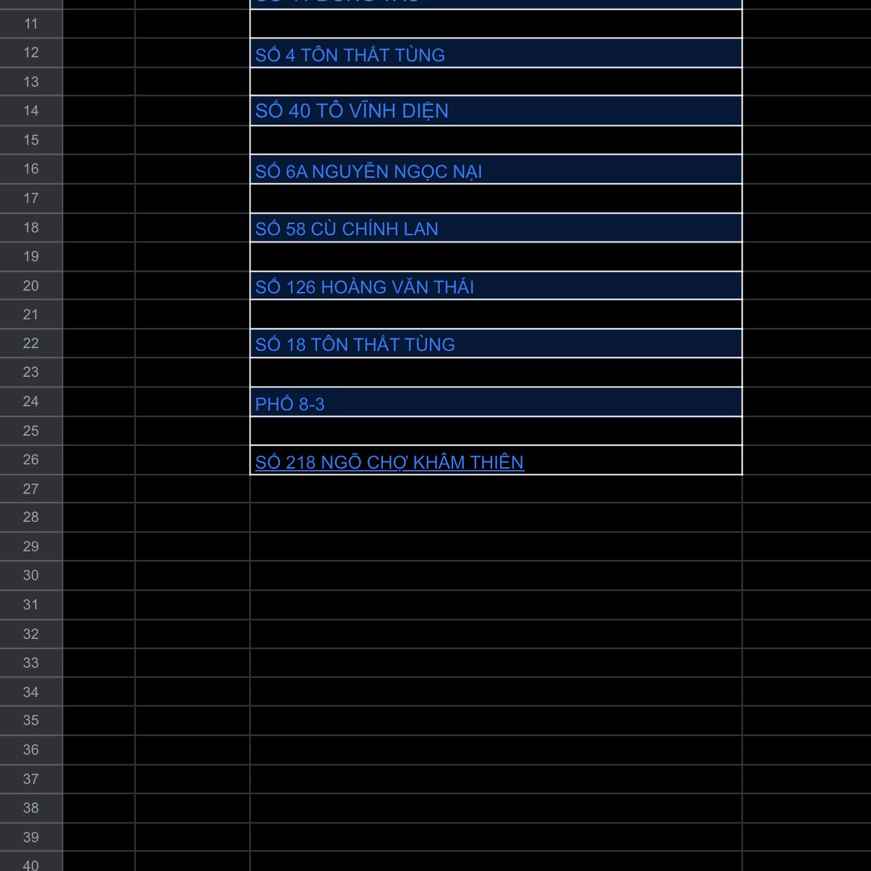 11
12 SỐ 4 TÔN THẤT TÙNG
13
14 SỐ 40 TÔ VĨNH DIỆN
15
16 SỐ 6A NGUYỄN NGỌC NẠI
17
18 SỐ 58 CÙ CHÍNH LAN
19
20 SỐ 126 HOÀNG VĂN THÁI
21
22 SỐ 18 TÔN THẤT TÙNG
23
24 PHỐ 8-3
25
26 SỐ 218 NGÕ CHỢ KHÂM THIÊN
27
28
29
30
31
32
33
34
35
36
37
38
39
40